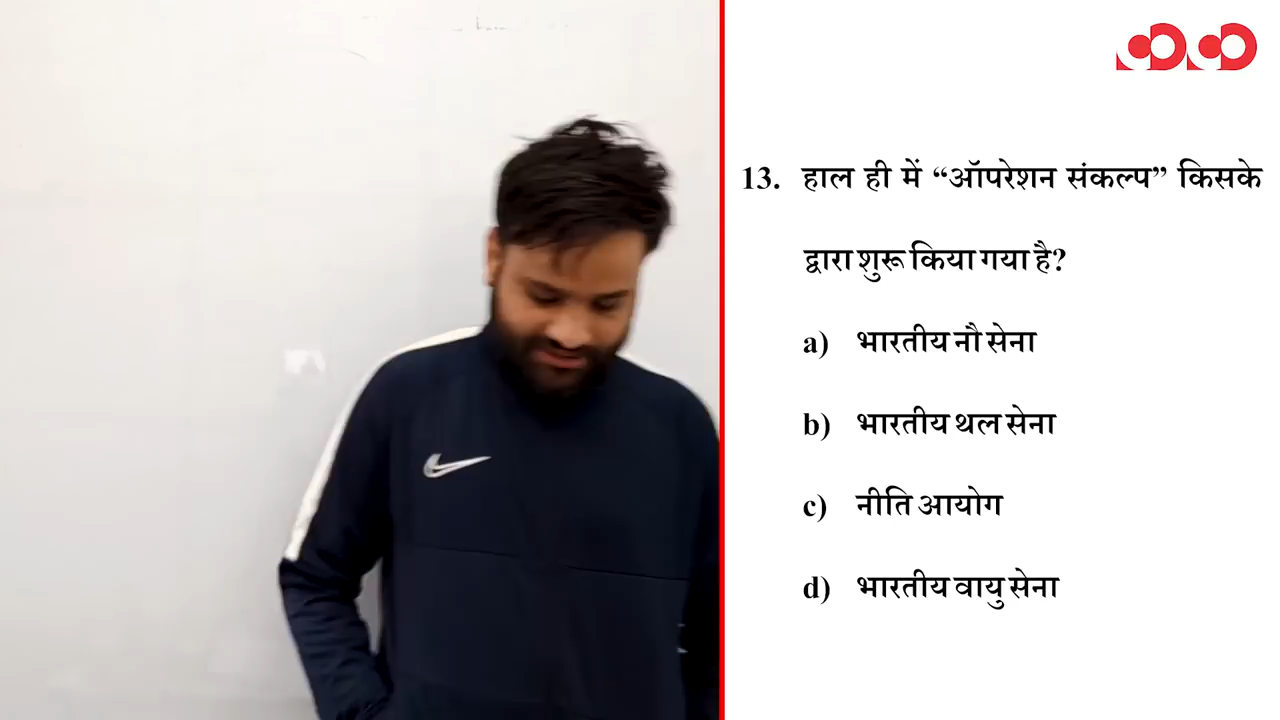 13. हाल ही में “ऑपरेशन संकल्प” किसके
द्वारा शुरू किया गया है?
a) भारतीय नौ सेना
b) भारतीय थल सेना
c) नीति आयोग
d) भारतीय वायु सेना